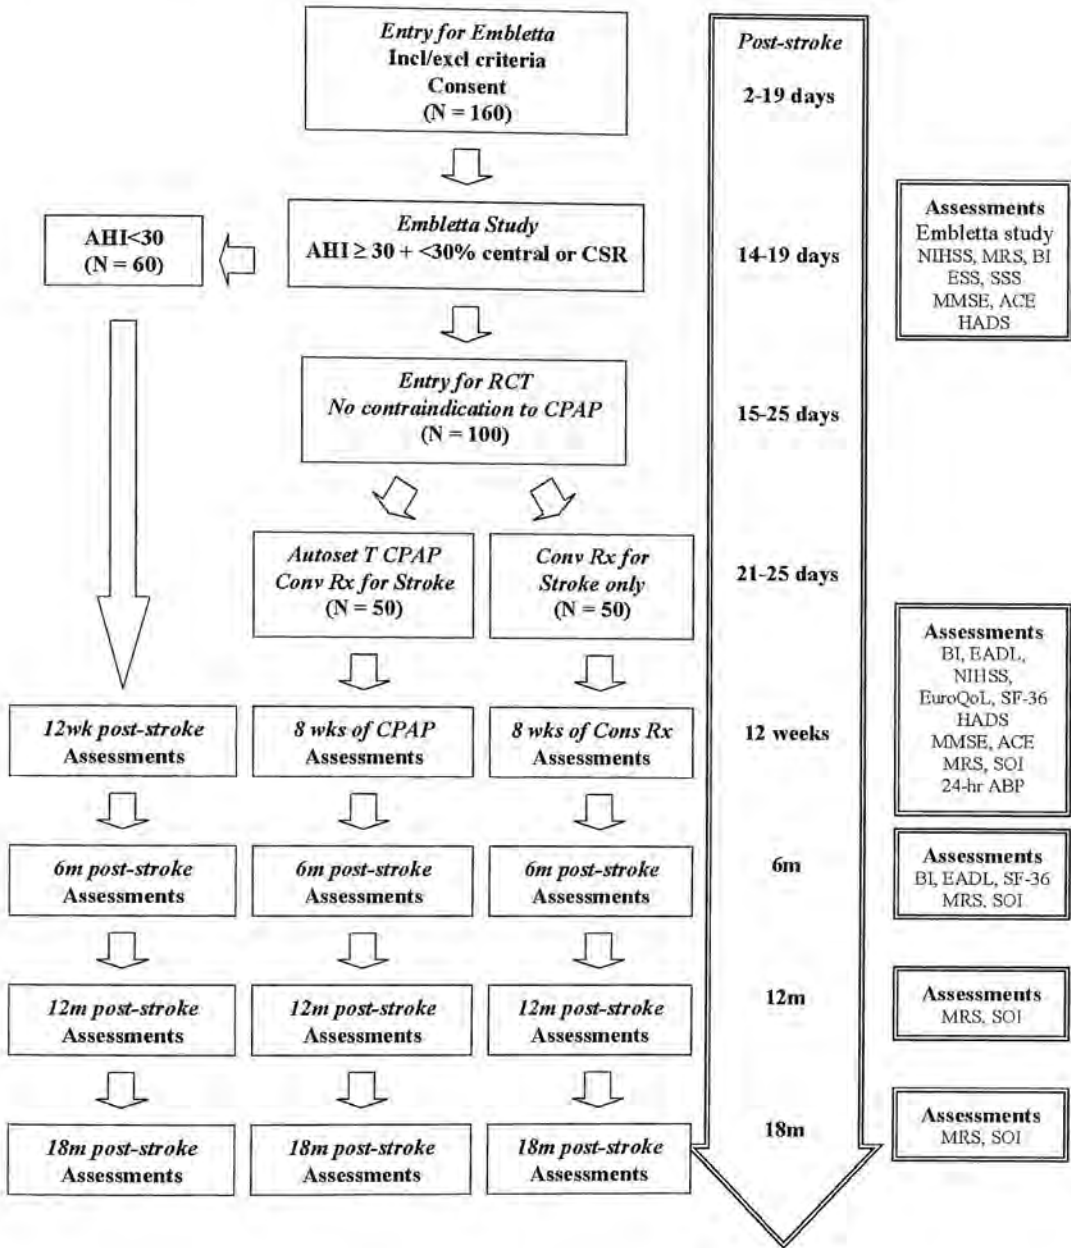 Entry for Embletta
Incl/excl criteria
Consent
(N = 160)
Post-stroke
2-19 days
AHI<30
(N = 60)
Embletta Study
AHI ≥ 30 + <30% central or CSR
14-19 days
Assessments
Embletta study
NIHSS, MRS, BI
ESS, SSS
MMSE, ACE
HADS
Entry for RCT
No contraindication to CPAP
(N = 100)
15-25 days
Autoset T CPAP
Conv Rx for Stroke
(N = 50)
Conv Rx for
Stroke only
(N = 50)
21-25 days
12wk post-stroke
Assessments
8 wks of CPAP
Assessments
8 wks of Cons Rx
Assessments
12 weeks
Assessments
BI, EADL,
NIHSS,
EuroQoL, SF-36
HADS
MMSE, ACE
MRS, SOI
24-hr ABP
6m post-stroke
Assessments
6m post-stroke
Assessments
6m post-stroke
Assessments
6m
Assessments
BI, EADL, SF-36
MRS, SOI
12m post-stroke
Assessments
12m post-stroke
Assessments
12m post-stroke
Assessments
12m
Assessments
MRS, SOI
18m post-stroke
Assessments
18m post-stroke
Assessments
18m post-stroke
Assessments
18m
Assessments
MRS, SOI